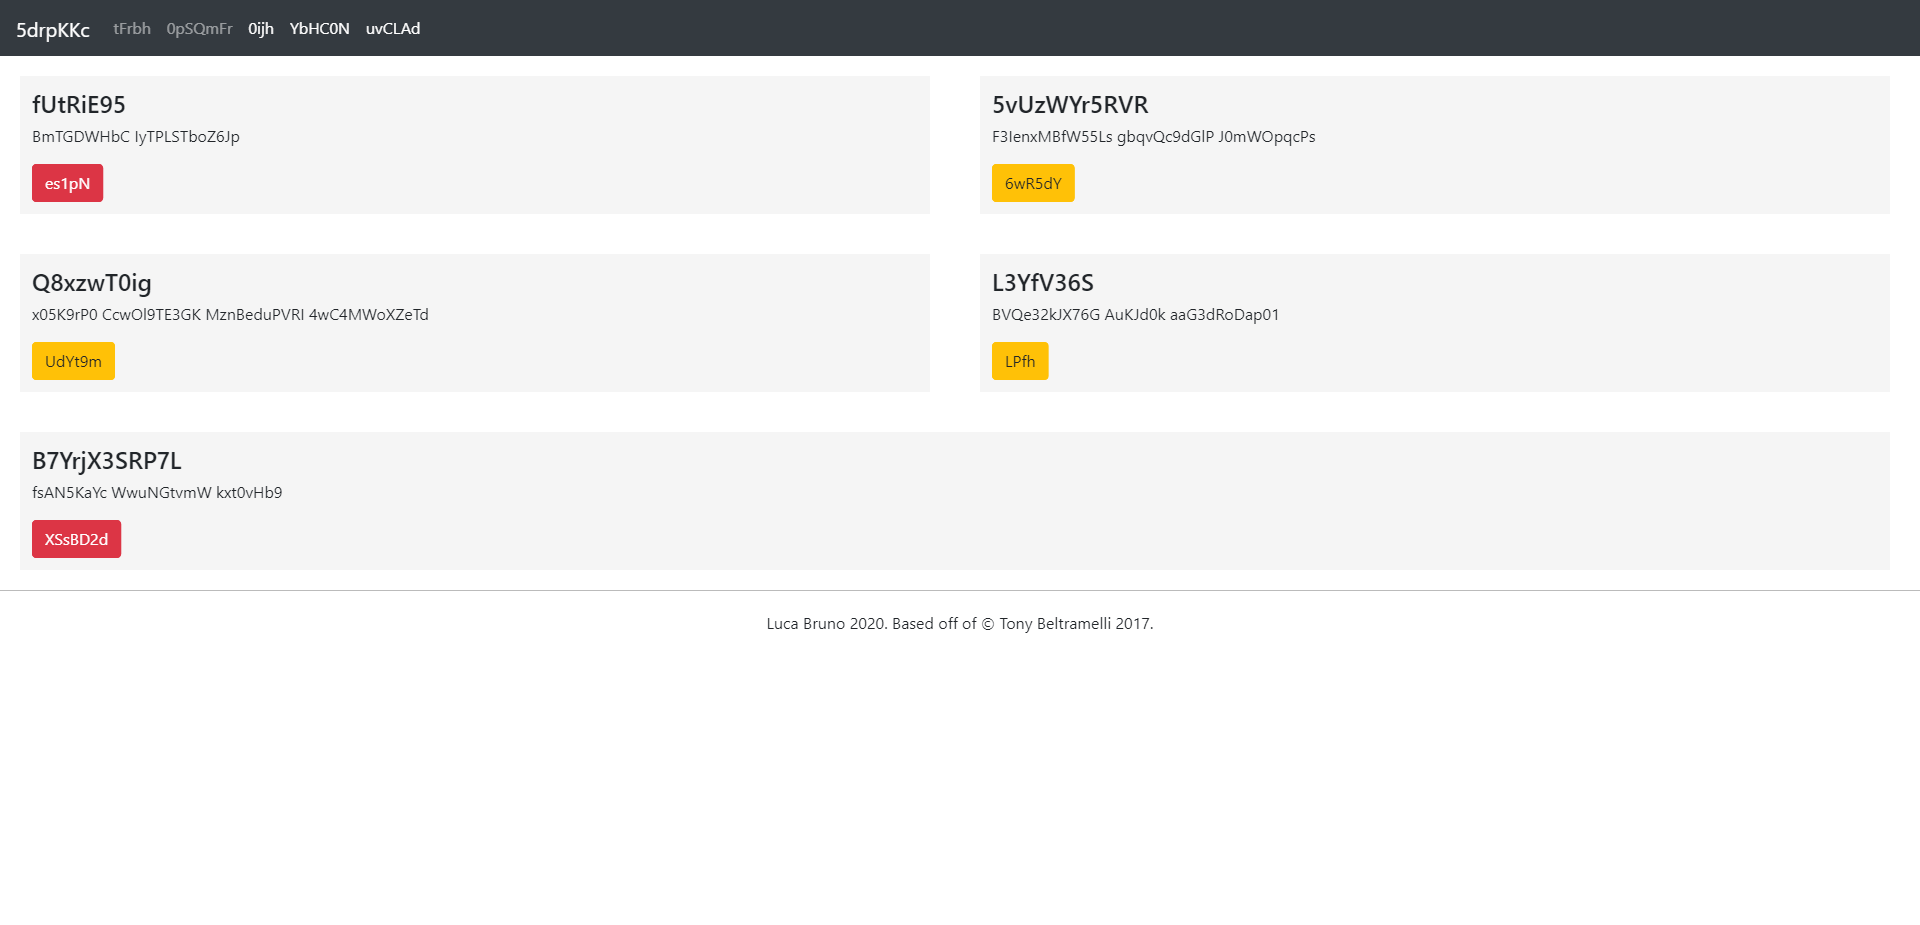 5drpKKc tFrbh 0pSQmFr 0ijh YbHC0N uvCLAd
fUtRiE95
BmTGDWHbC IyTPLSTboZ6Jp
es1pN
5vUzWYr5RVR
F3IenxMBfW55Ls gbqvQc9dGlP J0mWOpqcPs
6wR5dY
Q8xzwT0ig
x05K9rP0 CcwOl9TE3GK MznBeduPVRI 4wC4MWoXZeTd
UdYt9m
L3YfV36S
BVQe32kJX76G AuKJd0k aaG3dRoDap01
LPfh
B7YrjX3SRP7L
fsAN5KaYc WwuNGtvmW kxt0vHb9
XSsBD2d
Luca Bruno 2020. Based off of © Tony Beltramelli 2017.